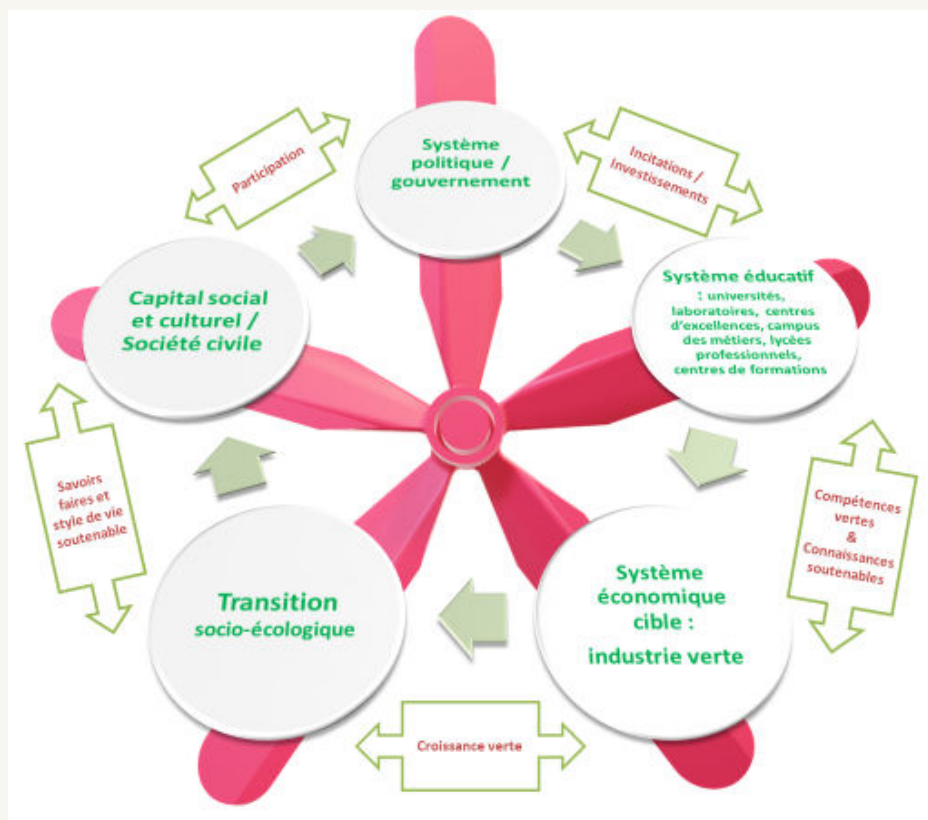 Système
politique /
gouvernement
Incitations /
Investissements
Système éducatif
: universités,
laboratoires, centres
d'excellences, campus
des métiers, lycées
professionnels,
centres de formations
Compétences
vertes
&
Connaissances
soutenables
Système
économique
cible :
industrie verte
Croissance verte
Transition
socio-écologique
Savoirs
faires et
style de vie
soutenable
Capital social
et culturel /
Société civile
Participation